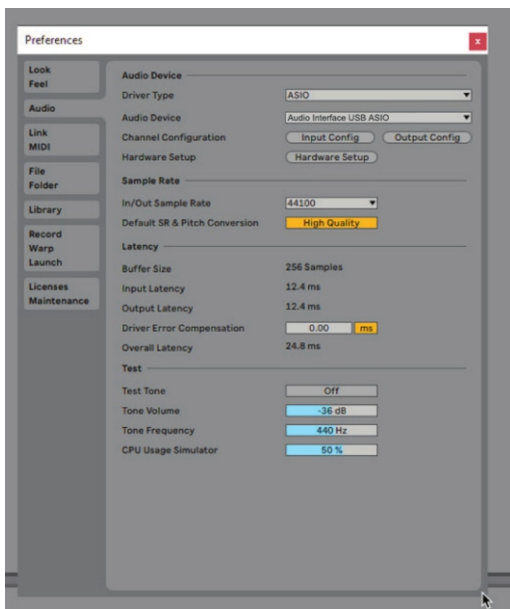 Preferences
x
Look
Feel
Audio
Link
MIDI
File
Folder
Library
Record
Warp
Launch
Licenses
Maintenance
Audio Device
Driver Type ASIO
Audio Device Audio Interface USB ASIO
Channel Configuration Input Config Output Config
Hardware Setup Hardware Setup
Sample Rate
In/Out Sample Rate 44100
Default SR & Pitch Conversion High Quality
Latency
Buffer Size 256 Samples
Input Latency 12.4 ms
Output Latency 12.4 ms
Driver Error Compensation 0.00 ms
Overall Latency 24.8 ms
Test
Test Tone Off
Tone Volume -36 dB
Tone Frequency 440 Hz
CPU Usage Simulator 50 %